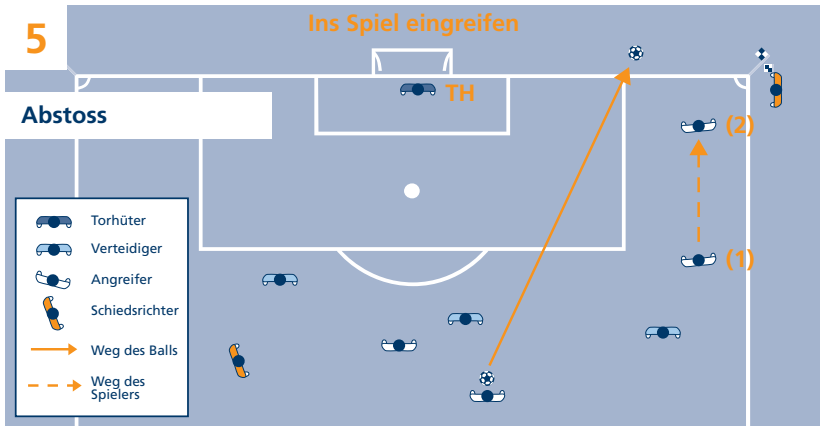 5
Ins Spiel eingreifen
TH
Abstoss
(2)
(1)
Torhüter
Verteidiger
Angreifer
Schiedsrichter
Weg des Balls
Weg des
Spielers